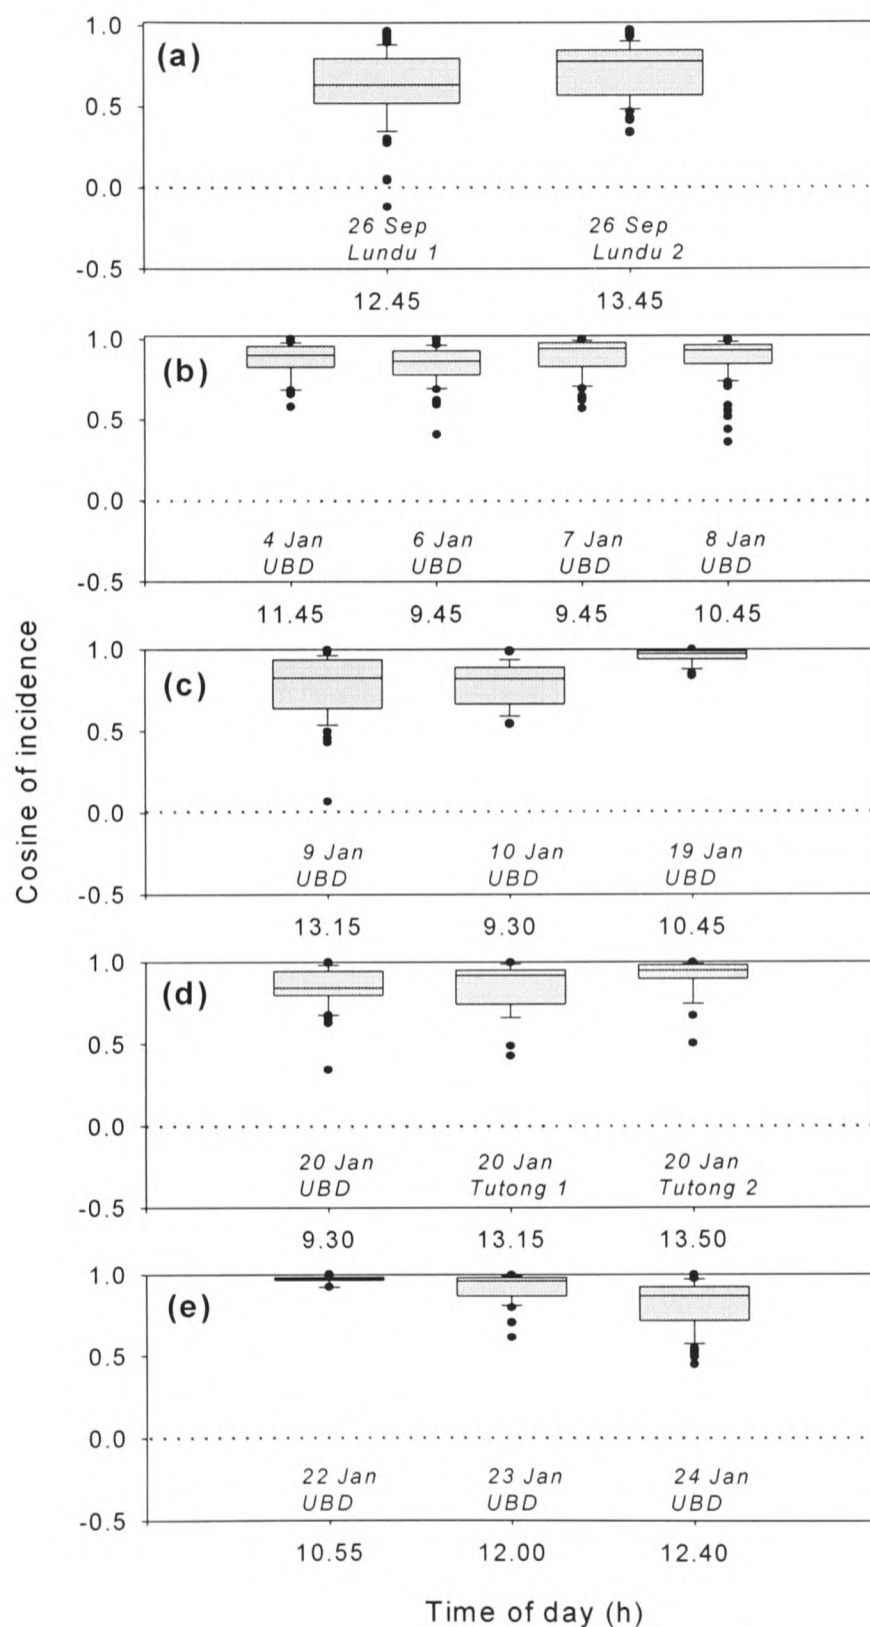 Cosine of incidence
1.0
(a)
0.5
0.0
26 Sep 26 Sep
Lundu 1 Lundu 2
-0.5
12.45 13.45
1.0
(b)
0.5
0.0
4 Jan 6 Jan 7 Jan 8 Jan
UBD UBD UBD UBD
-0.5
11.45 9.45 9.45 10.45
1.0
(c)
0.5
0.0
9 Jan 10 Jan 19 Jan
UBD UBD UBD
-0.5
13.15 9.30 10.45
1.0
(d)
0.5
0.0
20 Jan 20 Jan 20 Jan
UBD Tutong 1 Tutong 2
-0.5
9.30 13.15 13.50
1.0
(e)
0.5
0.0
22 Jan 23 Jan 24 Jan
UBD UBD UBD
-0.5
10.55 12.00 12.40
Time of day (h)